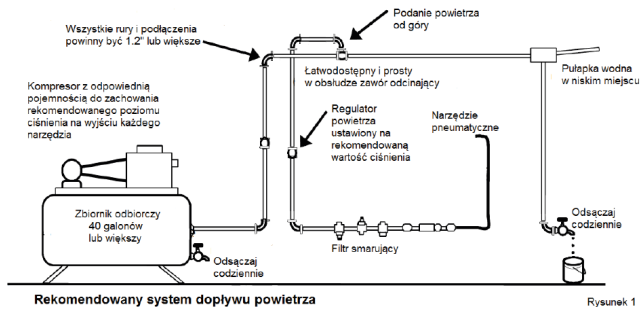 Wszystkie rury i podłączenia
powinny być 1.2" lub większe
Podanie powietrza
od góry
Kompresor z odpowiednią
pojemnością do zachowania
rekomendowanego poziomu
ciśnienia na wyjściu każdego
narzędzia
Łatwodostępny i prosty
w obsłudze zawór odcinający
Pułapka wodna
w niskim miejscu
Regulator
powietrza
ustawiony na
rekomendowaną
wartość ciśnienia
Narzędzie
pneumatyczne
Zbiornik odbiorczy
40 galonów
lub większy
Odsączaj
codziennie
Filtr smarujący
Odsączaj
codziennie
Rekomendowany system dopływu powietrza
Rysunek 1